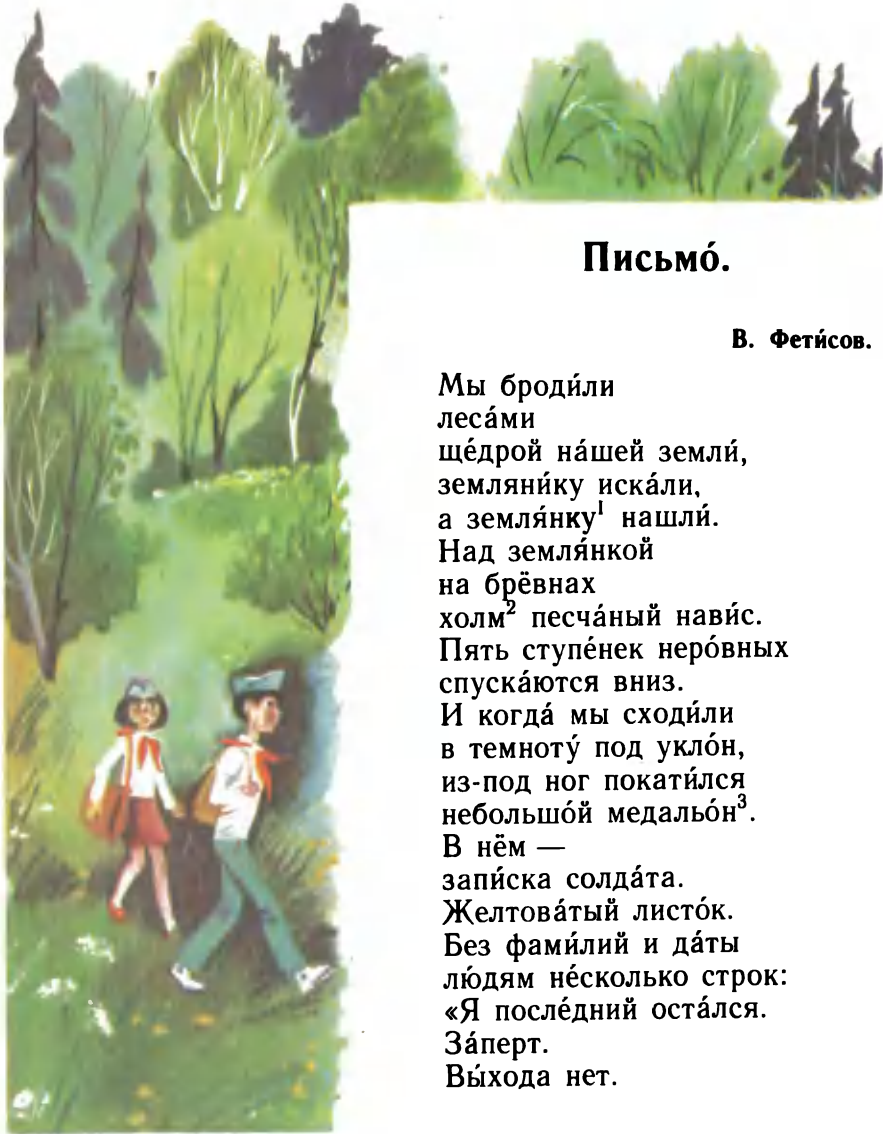 Письмо́.
В. Фети́сов.
Мы броди́ли
леса́ми
ще́дрой на́шей земли́,
земляни́ку иска́ли,
а земля́нку¹ нашли́.
Над земля́нкой
на брёвнах
холм² песча́ный нави́с.
Пять ступе́нек неро́вных
спуска́ются вниз.
И когда́ мы сходи́ли
в темноту́ под укло́н,
из-под ног покати́лся
небольшо́й медальо́н³.
В нём —
запи́ска солда́та.
Желтова́тый листо́к.
Без фами́лий и да́ты
лю́дям не́сколько строк:
«Я после́дний оста́лся.
За́перт.
Вы́хода нет.